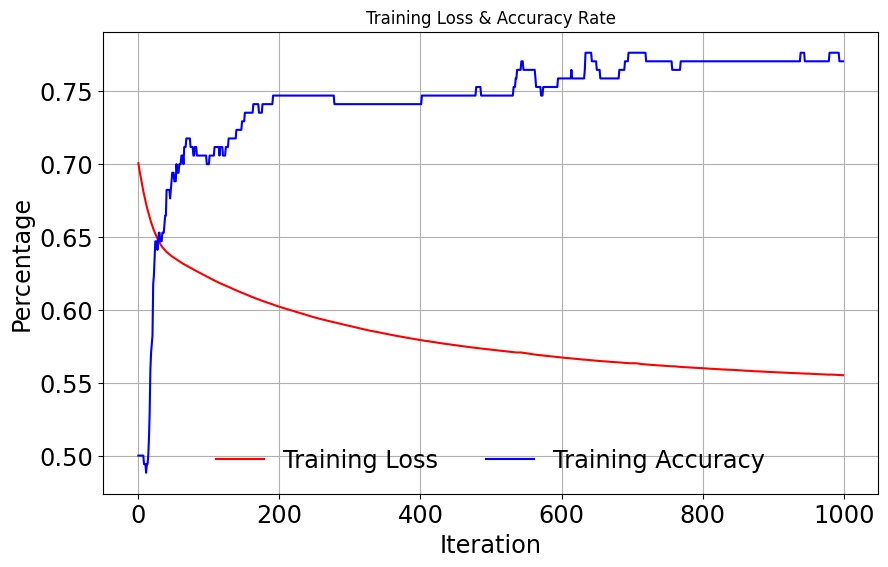 Training Loss & Accuracy Rate
Percentage
0.75
0.70
0.65
0.60
0.55
0.50
Training Loss
Training Accuracy
0 200 400 600 800 1000
Iteration